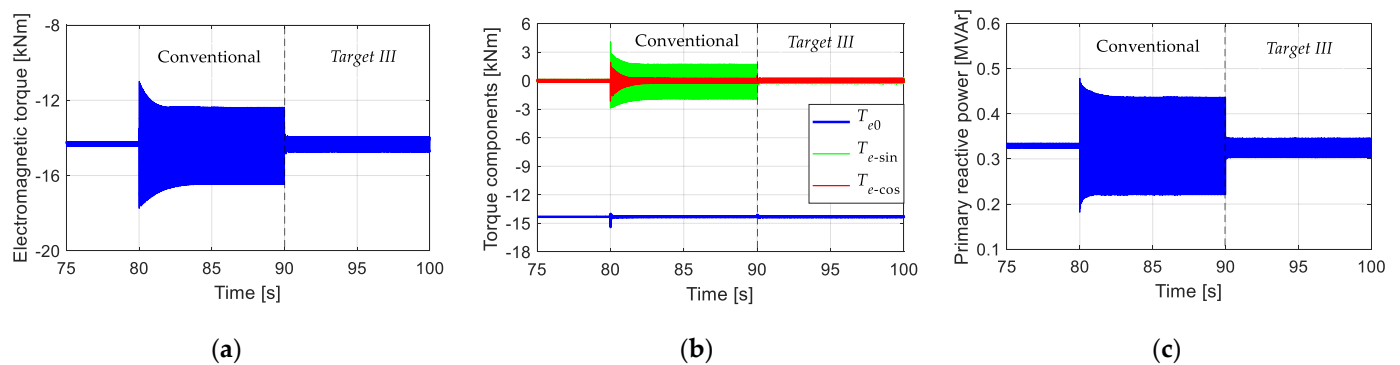 Electromagnetic torque [kNm]
-8
-12
-16
-20
Conventional
Target III
75 80 85 90 95 100
Time [s]
(a)
Torque components [kNm]
6
3
0
-3
-6
-9
-12
-15
-18
Conventional
Target III
T_e0
T_e-sin
T_e-cos
75 80 85 90 95 100
Time [s]
(b)
Primary reactive power [MVAr]
0.6
0.5
0.4
0.3
0.2
0.1
Conventional
Target III
75 80 85 90 95 100
Time [s]
(c)